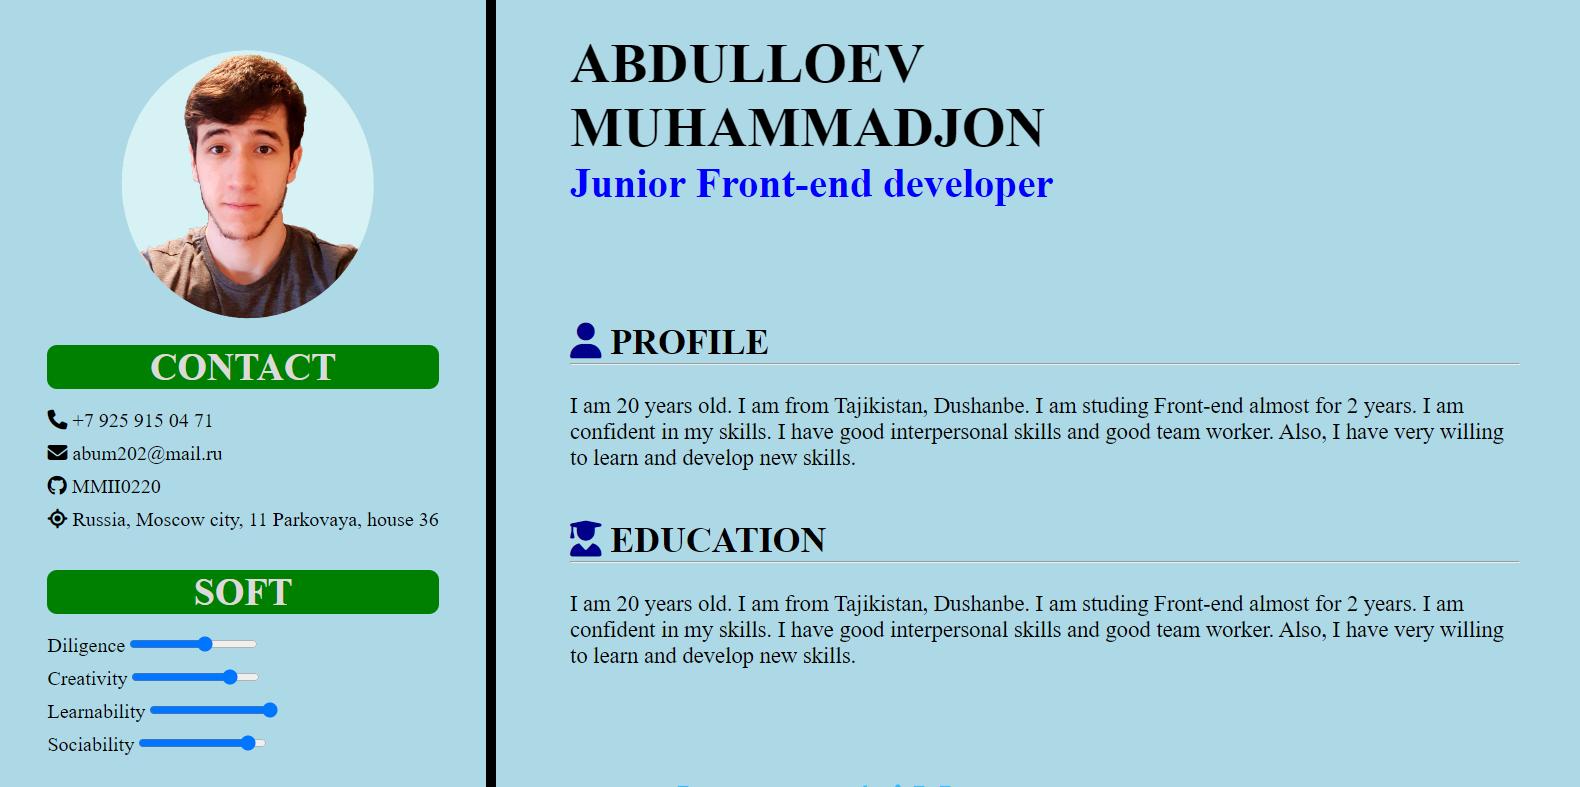 CONTACT
+7 925 915 04 71
abum202@mail.ru
MMII0220
Russia, Moscow city, 11 Parkovaya, house 36
SOFT
Diligence
Creativity
Learnability
Sociability
ABDULLOEV
MUHAMMADJON
Junior Front-end developer
PROFILE
I am 20 years old. I am from Tajikistan, Dushanbe. I am studing Front-end almost for 2 years. I am
confident in my skills. I have good interpersonal skills and good team worker. Also, I have very willing
to learn and develop new skills.
EDUCATION
I am 20 years old. I am from Tajikistan, Dushanbe. I am studing Front-end almost for 2 years. I am
confident in my skills. I have good interpersonal skills and good team worker. Also, I have very willing
to learn and develop new skills.